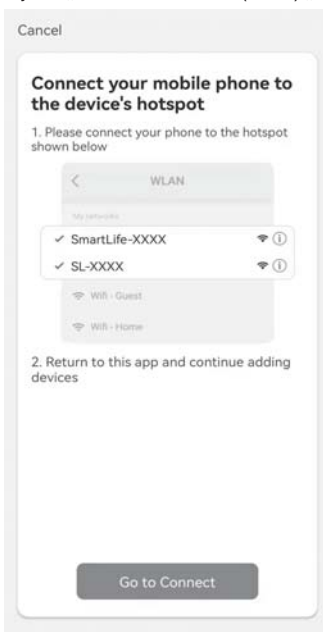 Cancel
Connect your mobile phone to
the device's hotspot
1. Please connect your phone to the hotspot
shown below
WLAN
My networks
SmartLife-XXXX
SL-XXXX
Wifi - Guest
Wifi - Home
2. Return to this app and continue adding
devices
Go to Connect